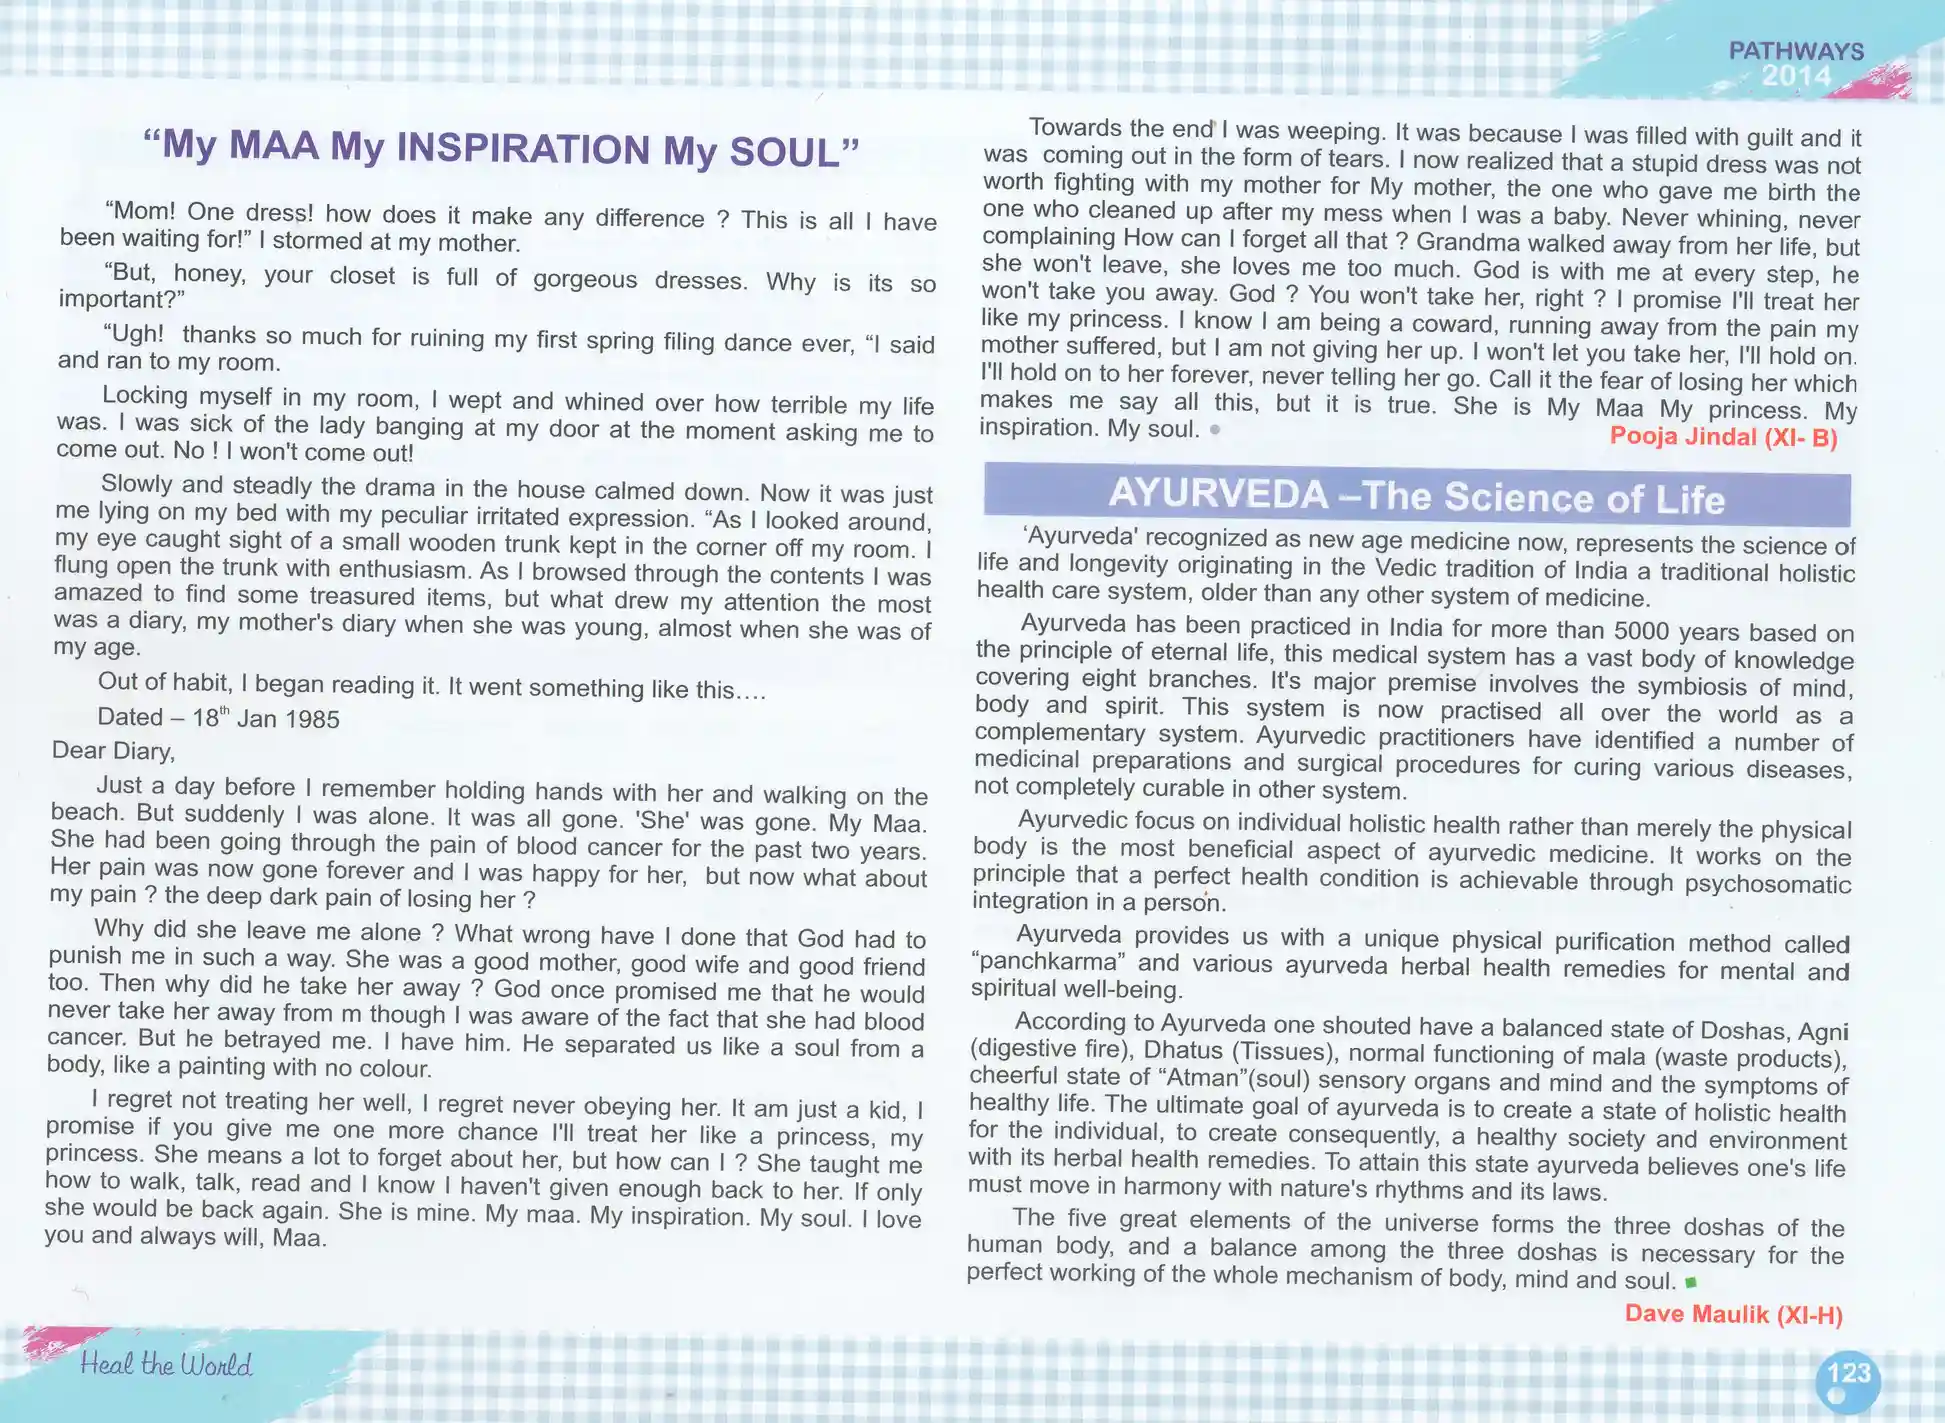 PATHWAYS
2014
“My MAA My INSPIRATION My SOUL”
“Mom! One dress! how does it make any difference ? This is all I have
been waiting for!” I stormed at my mother.
“But, honey, your closet is full of gorgeous dresses. Why is its so
important?”
“Ugh! thanks so much for ruining my first spring filing dance ever, “I said
and ran to my room.
Locking myself in my room, I wept and whined over how terrible my life
was. I was sick of the lady banging at my door at the moment asking me to
come out. No ! I won't come out!
Slowly and steadly the drama in the house calmed down. Now it was just
me lying on my bed with my peculiar irritated expression. “As I looked around,
my eye caught sight of a small wooden trunk kept in the corner off my room. I
flung open the trunk with enthusiasm. As I browsed through the contents I was
amazed to find some treasured items, but what drew my attention the most
was a diary, my mother's diary when she was young, almost when she was of
my age.
Out of habit, I began reading it. It went something like this....
Dated – 18th Jan 1985
Dear Diary,
Just a day before I remember holding hands with her and walking on the
beach. But suddenly I was alone. It was all gone. 'She' was gone. My Maa.
She had been going through the pain of blood cancer for the past two years.
Her pain was now gone forever and I was happy for her, but now what about
my pain ? the deep dark pain of losing her ?
Why did she leave me alone ? What wrong have I done that God had to
punish me in such a way. She was a good mother, good wife and good friend
too. Then why did he take her away ? God once promised me that he would
never take her away from m though I was aware of the fact that she had blood
cancer. But he betrayed me. I have him. He separated us like a soul from a
body, like a painting with no colour.
I regret not treating her well, I regret never obeying her. It am just a kid, I
promise if you give me one more chance I'll treat her like a princess, my
princess. She means a lot to forget about her, but how can I ? She taught me
how to walk, talk, read and I know I haven't given enough back to her. If only
she would be back again. She is mine. My maa. My inspiration. My soul. I love
you and always will, Maa.
Towards the end I was weeping. It was because I was filled with guilt and it
was coming out in the form of tears. I now realized that a stupid dress was not
worth fighting with my mother for My mother, the one who gave me birth the
one who cleaned up after my mess when I was a baby. Never whining, never
complaining How can I forget all that ? Grandma walked away from her life, but
she won't leave, she loves me too much. God is with me at every step, he
won't take you away. God ? You won't take her, right ? I promise I'll treat her
like my princess. I know I am being a coward, running away from the pain my
mother suffered, but I am not giving her up. I won't let you take her, I'll hold on.
I'll hold on to her forever, never telling her go. Call it the fear of losing her which
makes me say all this, but it is true. She is My Maa My princess. My
inspiration. My soul.
Pooja Jindal (XI- B)
AYURVEDA –The Science of Life
‘Ayurveda' recognized as new age medicine now, represents the science of
life and longevity originating in the Vedic tradition of India a traditional holistic
health care system, older than any other system of medicine.
Ayurveda has been practiced in India for more than 5000 years based on
the principle of eternal life, this medical system has a vast body of knowledge
covering eight branches. It's major premise involves the symbiosis of mind,
body and spirit. This system is now practised all over the world as a
complementary system. Ayurvedic practitioners have identified a number of
medicinal preparations and surgical procedures for curing various diseases,
not completely curable in other system.
Ayurvedic focus on individual holistic health rather than merely the physical
body is the most beneficial aspect of ayurvedic medicine. It works on the
principle that a perfect health condition is achievable through psychosomatic
integration in a person.
Ayurveda provides us with a unique physical purification method called
“panchkarma” and various ayurveda herbal health remedies for mental and
spiritual well-being.
According to Ayurveda one shouted have a balanced state of Doshas, Agni
(digestive fire), Dhatus (Tissues), normal functioning of mala (waste products),
cheerful state of “Atman”(soul) sensory organs and mind and the symptoms of
healthy life. The ultimate goal of ayurveda is to create a state of holistic health
for the individual, to create consequently, a healthy society and environment
with its herbal health remedies. To attain this state ayurveda believes one's life
must move in harmony with nature's rhythms and its laws.
The five great elements of the universe forms the three doshas of the
human body, and a balance among the three doshas is necessary for the
perfect working of the whole mechanism of body, mind and soul.
Dave Maulik (XI-H)
Heal the World
123